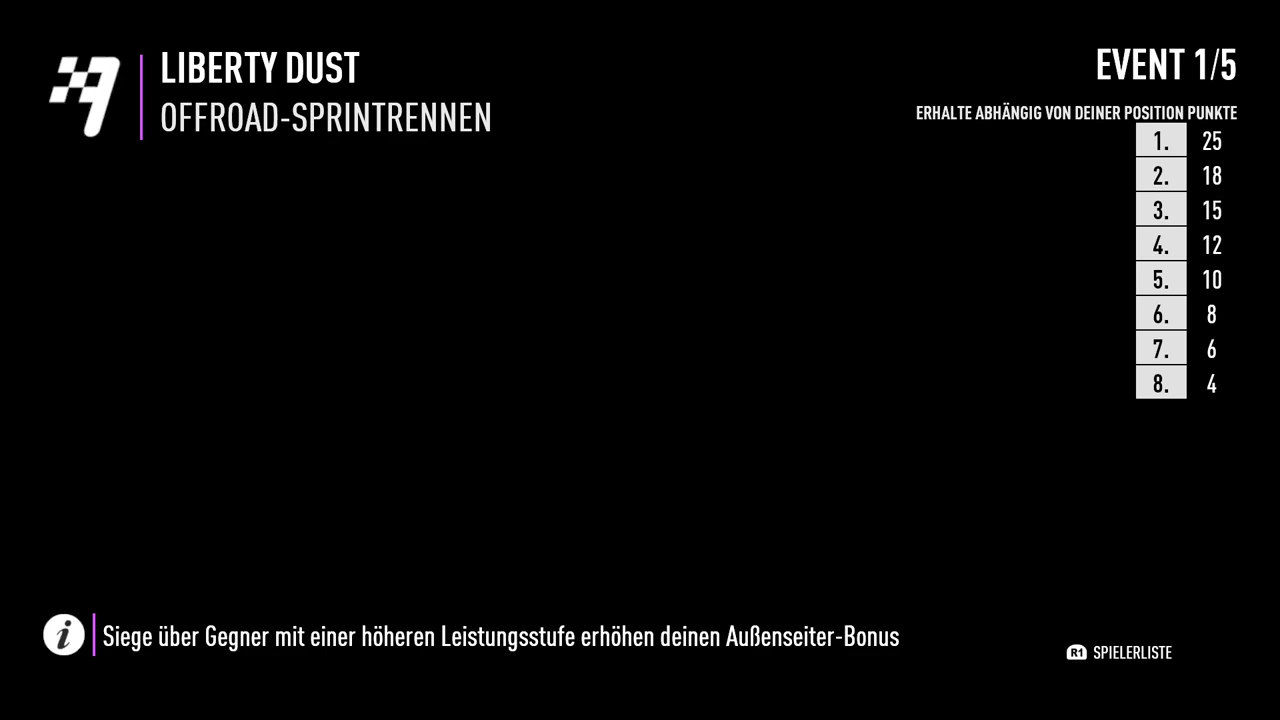 LIBERTY DUST
OFFROAD-SPRINTRENNEN
EVENT 1/5
ERHALTE ABHÄNGIG VON DEINER POSITION PUNKTE
1. 25
2. 18
3. 15
4. 12
5. 10
6. 8
7. 6
8. 4
i Siege über Gegner mit einer höheren Leistungsstufe erhöhen deinen Außenseiter-Bonus
R1 SPIELERLISTE